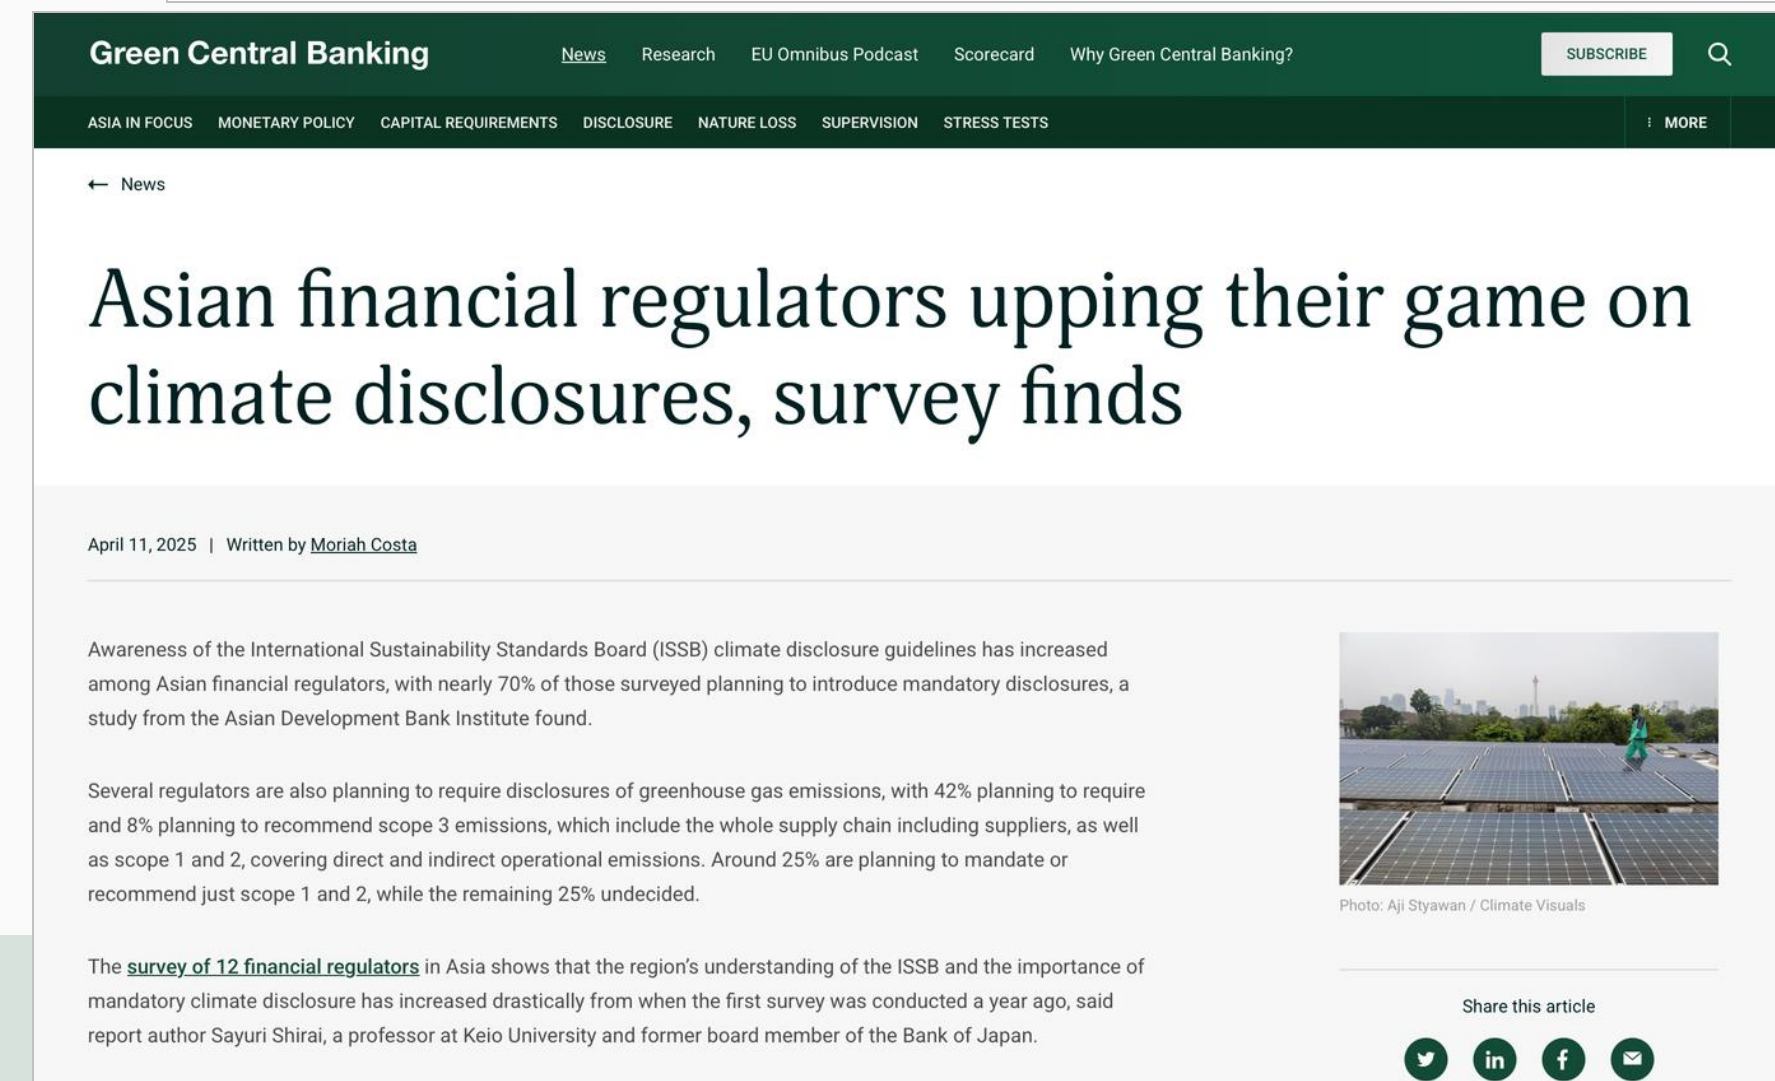 Green Central Banking
News Research EU Omnibus Podcast Scorecard Why Green Central Banking? SUBSCRIBE
ASIA IN FOCUS MONETARY POLICY CAPITAL REQUIREMENTS DISCLOSURE NATURE LOSS SUPERVISION STRESS TESTS MORE
← News
Asian financial regulators upping their game on
climate disclosures, survey finds
April 11, 2025 | Written by Moriah Costa
Awareness of the International Sustainability Standards Board (ISSB) climate disclosure guidelines has increased
among Asian financial regulators, with nearly 70% of those surveyed planning to introduce mandatory disclosures, a
study from the Asian Development Bank Institute found.
Several regulators are also planning to require disclosures of greenhouse gas emissions, with 42% planning to require
and 8% planning to recommend scope 3 emissions, which include the whole supply chain including suppliers, as well
as scope 1 and 2, covering direct and indirect operational emissions. Around 25% are planning to mandate or
recommend just scope 1 and 2, while the remaining 25% undecided.
The survey of 12 financial regulators in Asia shows that the region's understanding of the ISSB and the importance of
mandatory climate disclosure has increased drastically from when the first survey was conducted a year ago, said
report author Sayuri Shirai, a professor at Keio University and former board member of the Bank of Japan.
Photo: Aji Styawan / Climate Visuals
Share this article